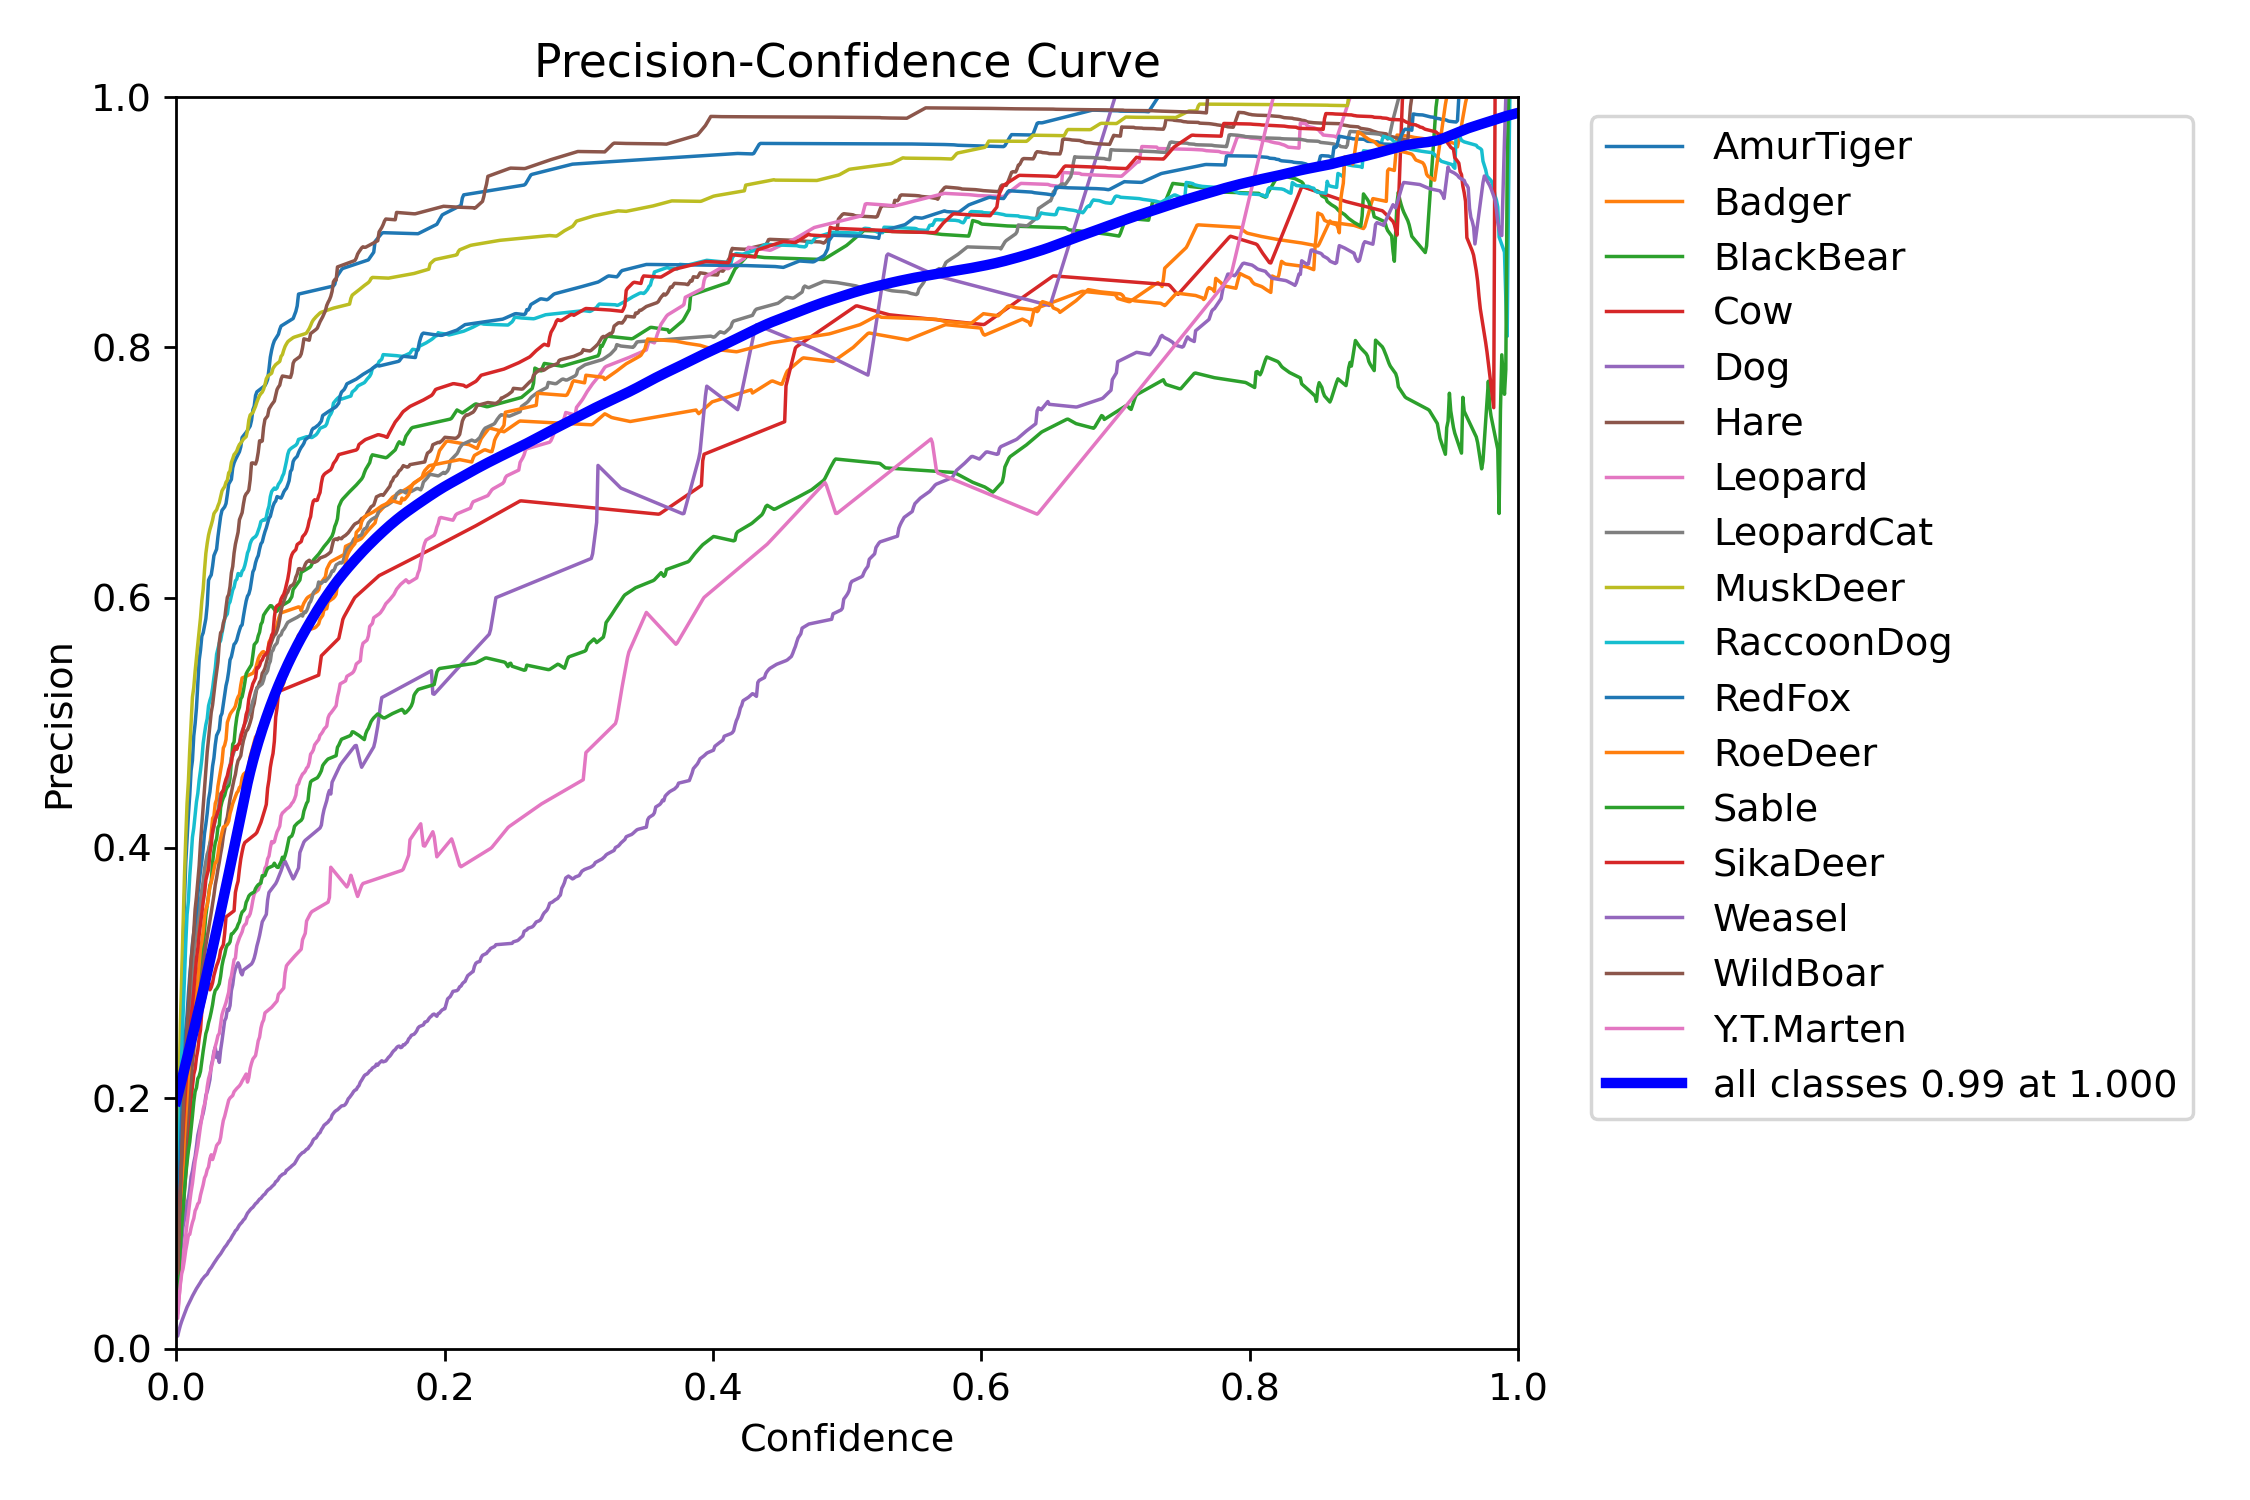 Precision-Confidence Curve
1.0
0.8
0.6
0.4
0.2
0.0
Precision
0.0 0.2 0.4 0.6 0.8 1.0
Confidence
AmurTiger
Badger
BlackBear
Cow
Dog
Hare
Leopard
LeopardCat
MuskDeer
RaccoonDog
RedFox
RoeDeer
Sable
SikaDeer
Weasel
WildBoar
Y.T.Marten
all classes 0.99 at 1.000